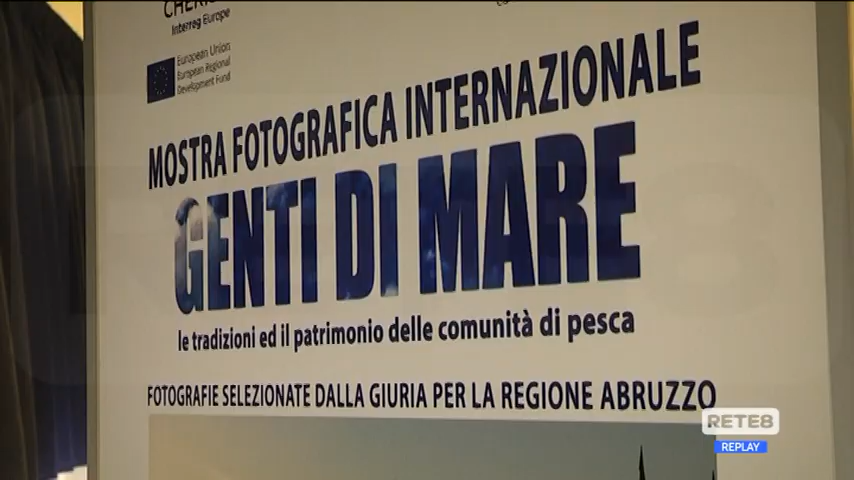 Interreg Europe
European Union
European Regional
Development Fund
MOSTRA FOTOGRAFICA INTERNAZIONALE
GENTI DI MARE
le tradizioni ed il patrimonio delle comunità di pesca
FOTOGRAFIE SELEZIONATE DALLA GIURIA PER LA REGIONE ABRUZZO
RETE8
REPLAY